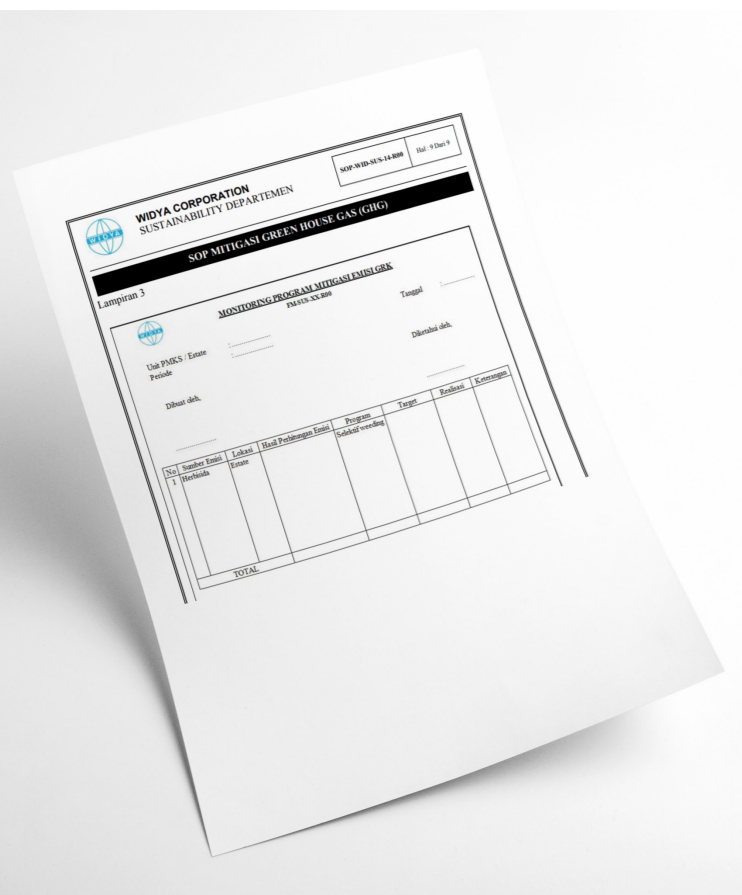 WIDYA
WIDYA CORPORATION
SUSTAINABILITY DEPARTEMEN
SOP-WID-SUS-14-R00
Hal : 9 Dari 9
SOP MITIGASI GREEN HOUSE GAS (GHG)
Lampiran 3
WIDYA
MONITORING PROGRAM MITIGASI EMISI GRK
FM-SUS-XX-R00
Unit PMKS / Estate :..................
Periode :..................
Tanggal :..................
Dibuat oleh,
Diketahui oleh,
..................
..................
No Sumber Emisi Lokasi Hasil Perhitungan Emisi Program Target Realisasi Keterangan
1 Herbisida Estate Selektif weeding
TOTAL